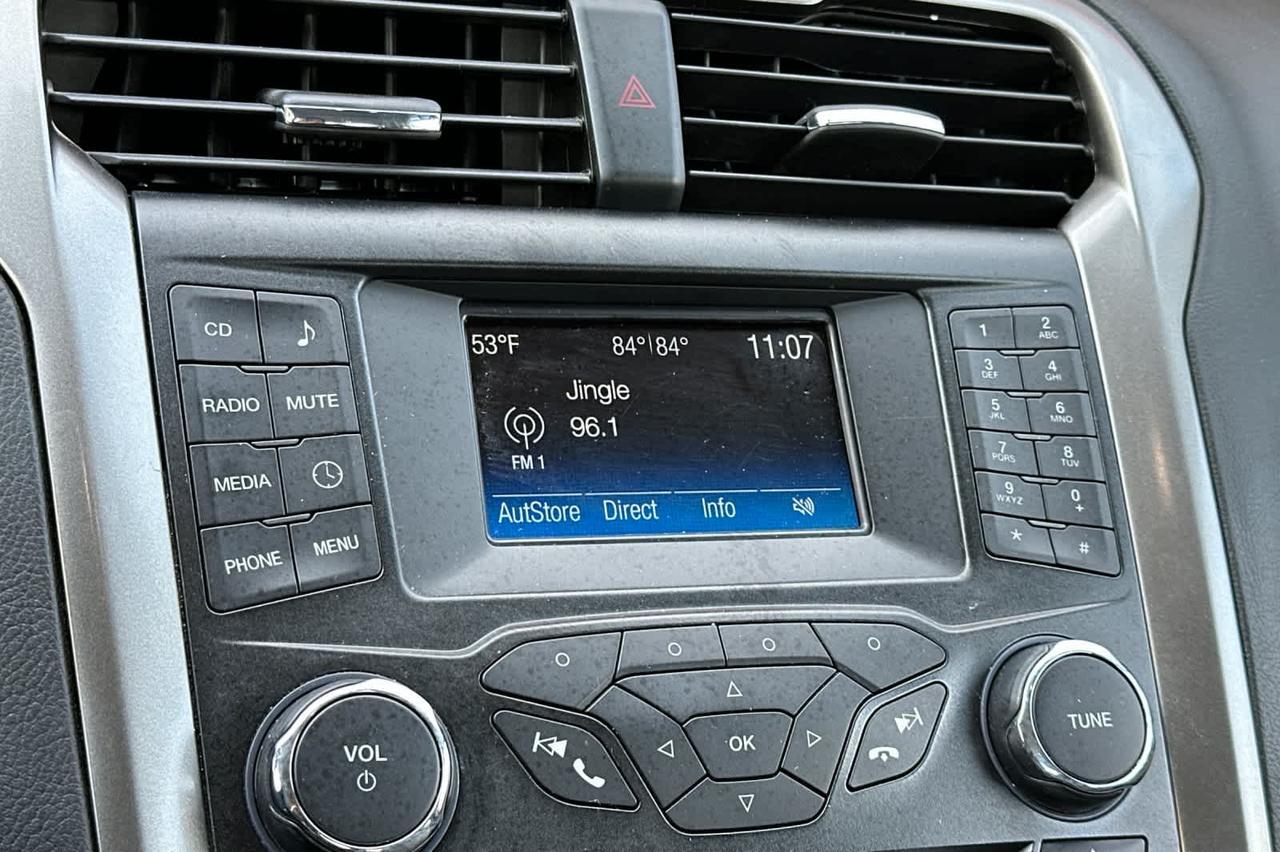 53°F 84°|84° 11:07
Jingle
96.1
FM 1
AutStore Direct Info
CD
RADIO MUTE
MEDIA
PHONE MENU
1 2 ABC
3 DEF 4 GHI
5 JKL 6 MNO
7 PQRS 8 TUV
9 WXYZ 0 +
* #
OK
VOL
TUNE